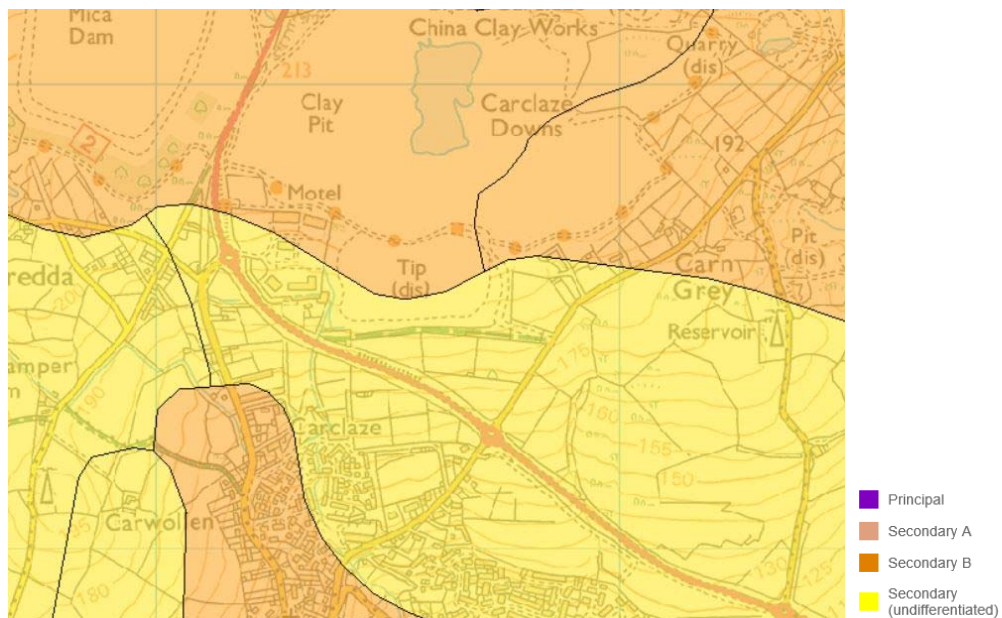 Mica
Dam
China Clay Works
213
Clay
Pit
Carclaze
Downs
Quarry
(dis)
2
192
Motel
Tip
(dis)
Carn
Grey
Pit
(dis)
redda
200
Reservoir
175
amper
m
190
160
155
150
Carclaze
Carwollen
180
130
125
Principal
Secondary A
Secondary B
Secondary
(undifferentiated)